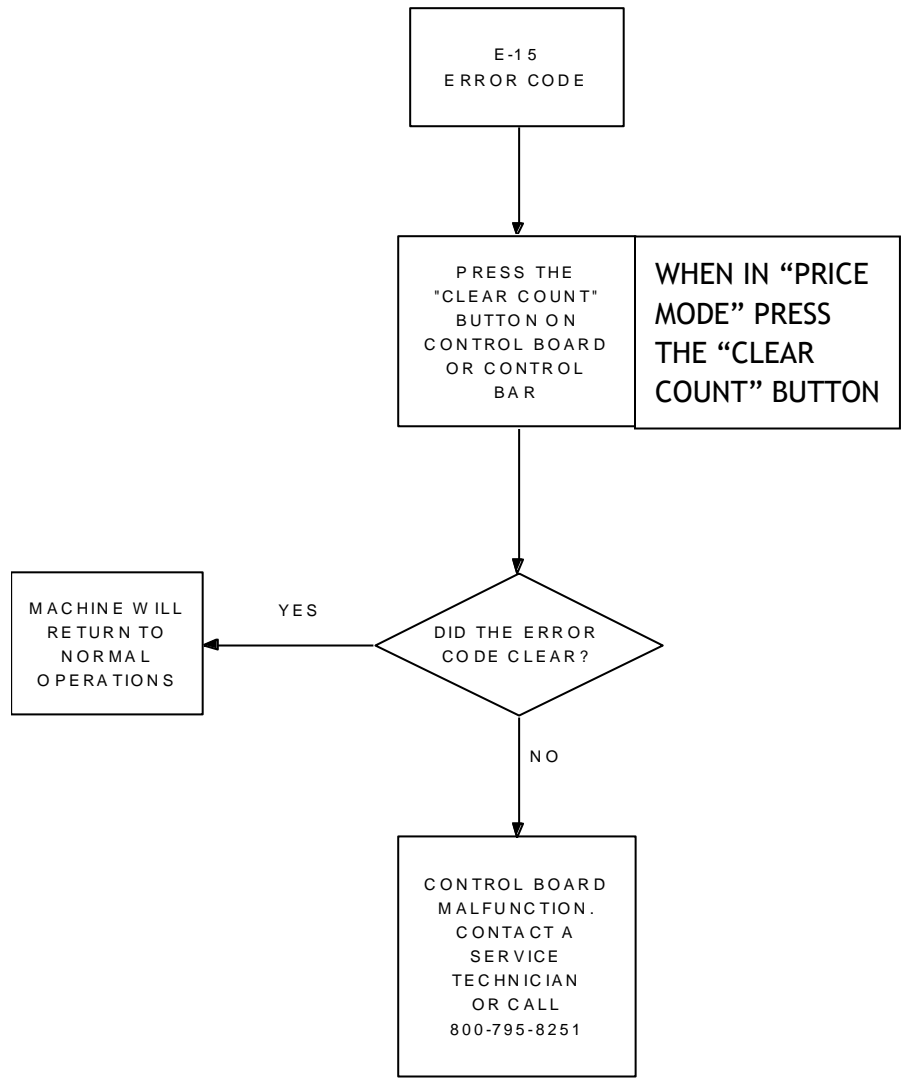 E-15
ERROR CODE
PRESS THE
"CLEAR COUNT"
BUTTON ON
CONTROL BOARD
OR CONTROL
BAR
WHEN IN “PRICE
MODE” PRESS
THE “CLEAR
COUNT” BUTTON
DID THE ERROR
CODE CLEAR?
YES
MACHINE WILL
RETURN TO
NORMAL
OPERATIONS
NO
CONTROL BOARD
MALFUNCTION.
CONTACT A
SERVICE
TECHNICIAN
OR CALL
800-795-8251